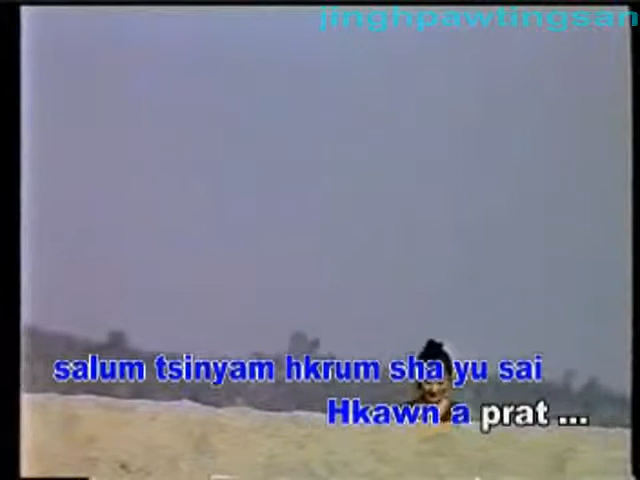 jinghpawtingsan
salum tsinyam hkrum sha yu sai
Hkawn a prat ...